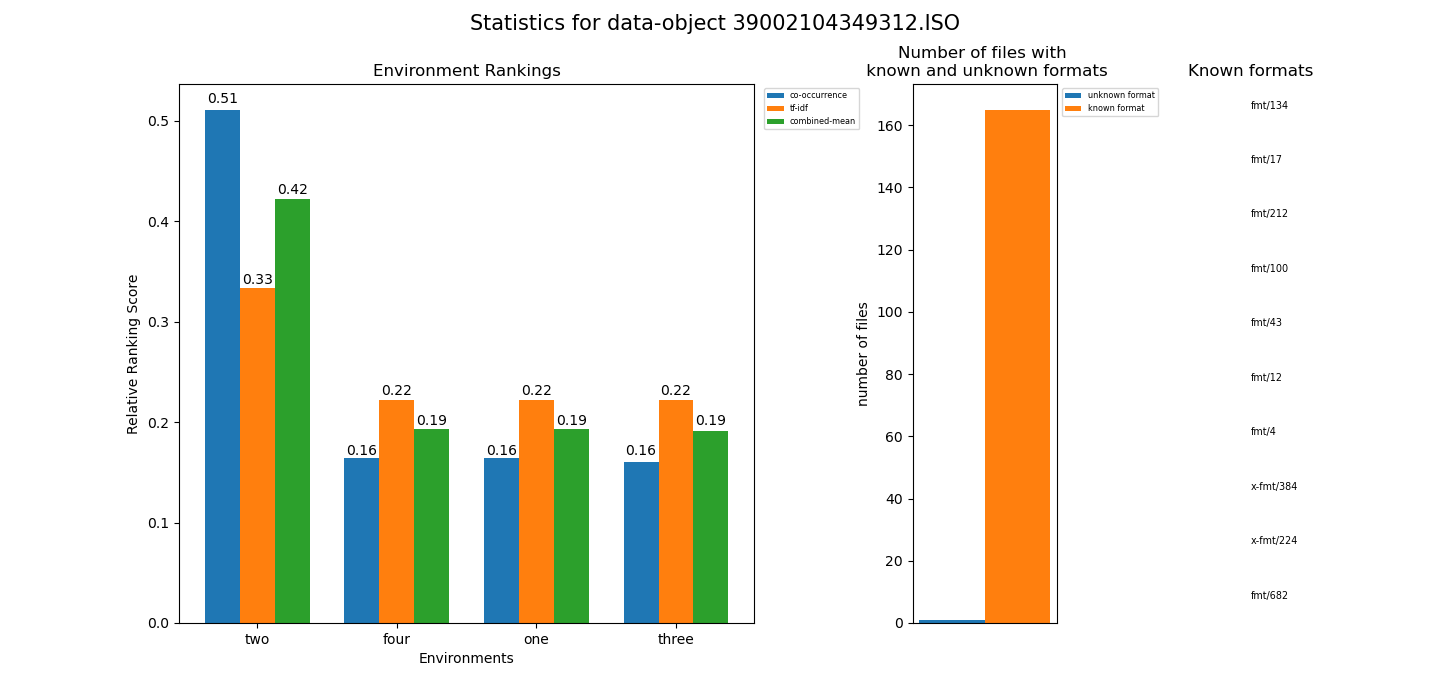 Statistics for data-object 39002104349312.ISO
Environment Rankings
Relative Ranking Score
0.5
0.4
0.3
0.2
0.1
0.0
0.51
0.33
0.42
0.16
0.22
0.19
0.16
0.22
0.19
0.16
0.22
0.19
two
four
one
three
Environments
co-occurrence
tf-idf
combined-mean
Number of files with
known and unknown formats
number of files
160
140
120
100
80
60
40
20
0
unknown format
known format
Known formats
fmt/134
fmt/17
fmt/212
fmt/100
fmt/43
fmt/12
fmt/4
x-fmt/384
x-fmt/224
fmt/682